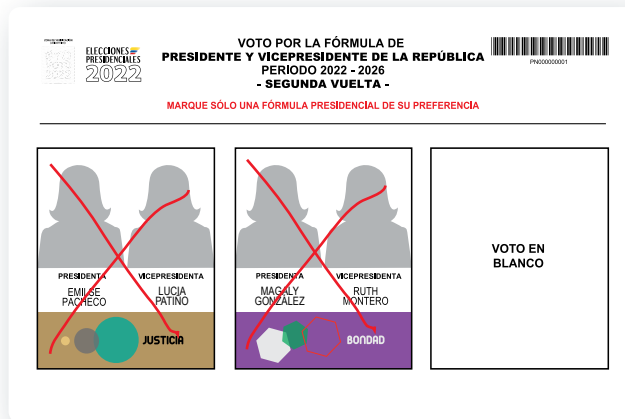 ELECCIONES
PRESIDENCIALES
2022
VOTO POR LA FÓRMULA DE
PRESIDENTE Y VICEPRESIDENTE DE LA REPÚBLICA
PERIODO 2022 - 2026
- SEGUNDA VUELTA -
PN000000001
MARQUE SÓLO UNA FÓRMULA PRESIDENCIAL DE SU PREFERENCIA
PRESIDENTA VICEPRESIDENTA
EMILSE PACHECO LUCIA PATIÑO
JUSTICIA
PRESIDENTA VICEPRESIDENTA
MAGALY GONZÁLEZ RUTH MONTERO
BONDAD
VOTO EN
BLANCO